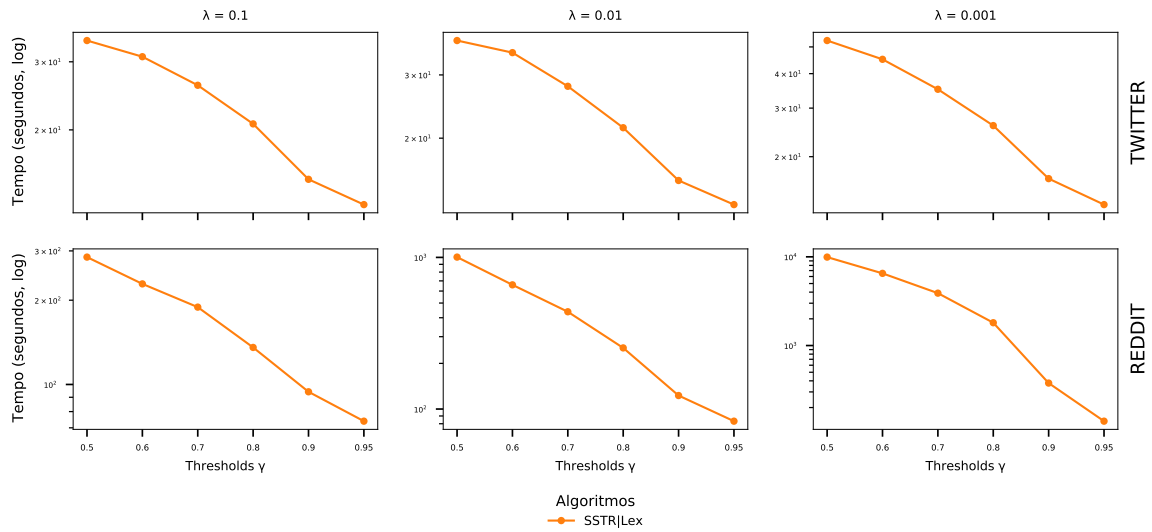 λ = 0.1
λ = 0.01
λ = 0.001
Tempo (segundos, log)
3 × 10¹
2 × 10¹
3 × 10¹
2 × 10¹
4 × 10¹
3 × 10¹
2 × 10¹
TWITTER
Tempo (segundos, log)
3 × 10²
2 × 10²
10²
10³
10²
10⁴
10³
REDDIT
0.5 0.6 0.7 0.8 0.9 0.95
0.5 0.6 0.7 0.8 0.9 0.95
0.5 0.6 0.7 0.8 0.9 0.95
Thresholds γ
Thresholds γ
Thresholds γ
Algoritmos
SSTR|Lex